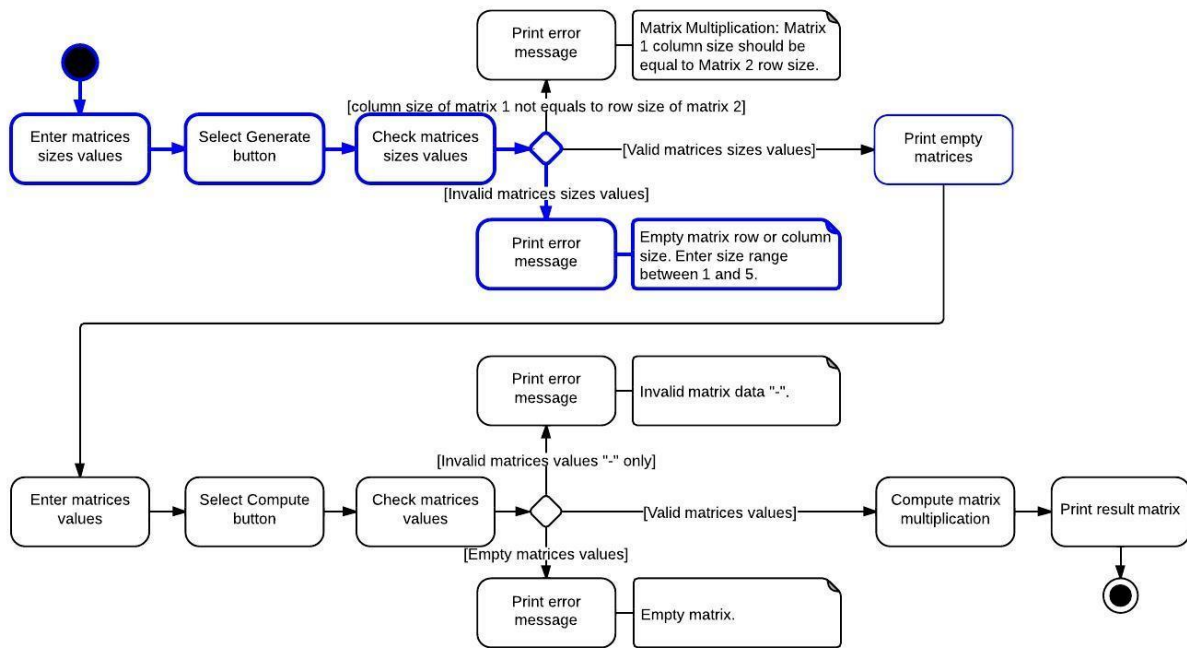 Print error
message
Matrix Multiplication: Matrix
1 column size should be
equal to Matrix 2 row size.
[column size of matrix 1 not equals to row size of matrix 2]
Enter matrices
sizes values
Select Generate
button
Check matrices
sizes values
[Valid matrices sizes values]
Print empty
matrices
[Invalid matrices sizes values]
Print error
message
Empty matrix row or column
size. Enter size range
between 1 and 5.
Print error
message
Invalid matrix data "-".
[Invalid matrices values "-" only]
Enter matrices
values
Select Compute
button
Check matrices
values
[Valid matrices values]
Compute matrix
multiplication
Print result matrix
[Empty matrices values]
Print error
message
Empty matrix.